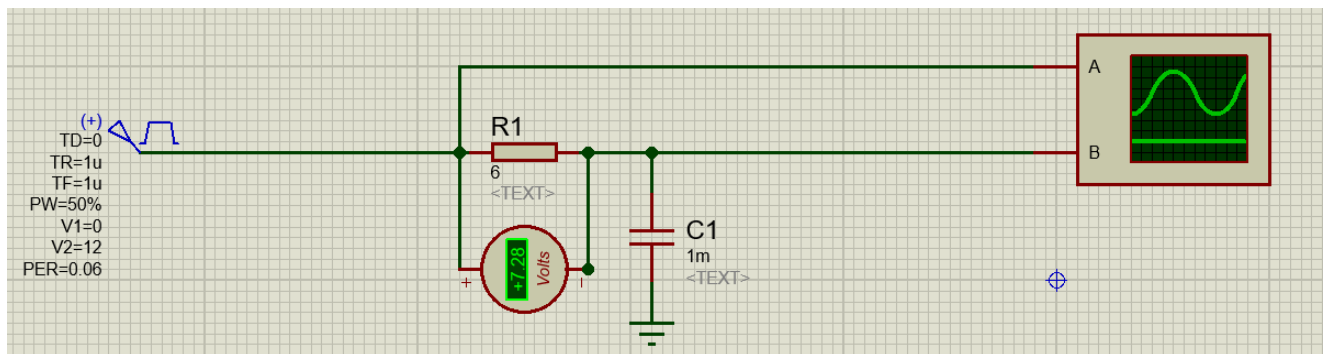 (+)
TD=0
TR=1u
TF=1u
PW=50%
V1=0
V2=12
PER=0.06
R1
6
<TEXT>
+7.28
Volts
+
C1
1m
<TEXT>
A
B